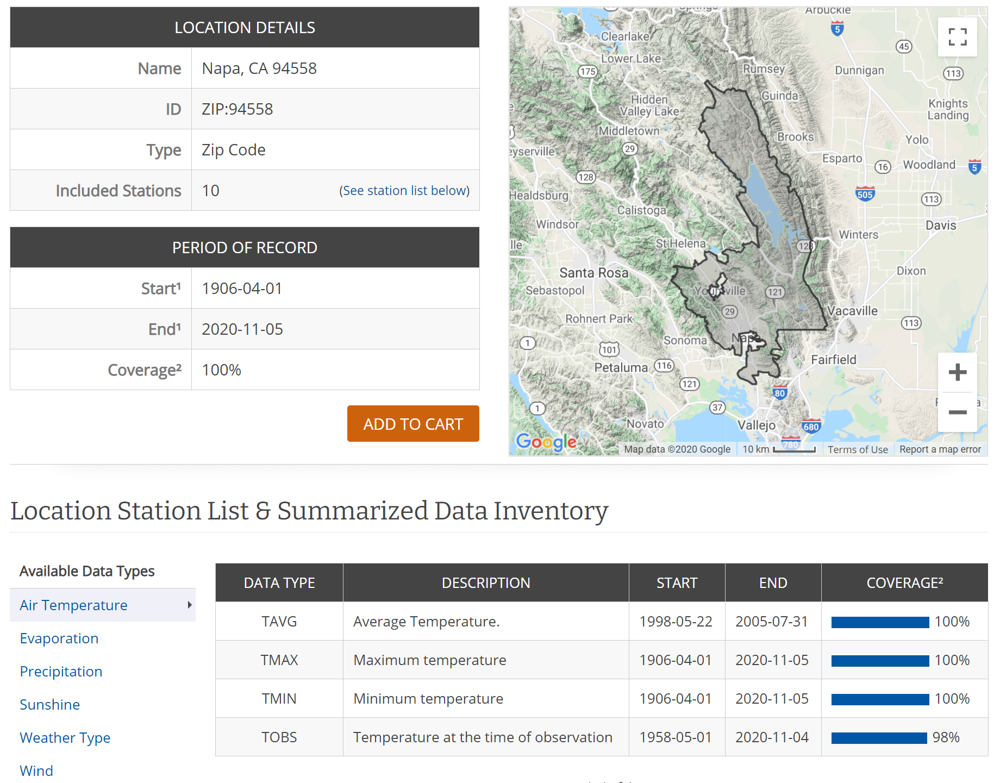 LOCATION DETAILS
Name Napa, CA 94558
ID ZIP:94558
Type Zip Code
Included Stations 10 (See station list below)
PERIOD OF RECORD
Start¹ 1906-04-01
End¹ 2020-11-05
Coverage² 100%
ADD TO CART
Arbuckle
5
Clearlake
45
Lower Lake
175
Rumsey
Dunnigan
113
Guinda
Hidden
Valley Lake
Knights
Landing
Middletown
Brooks
Yolo
29
eyserville
Esparto
16
Woodland
5
128
505
Healdsburg
113
Calistoga
Windsor
Davis
Winters
St Helena
lle
128
Santa Rosa
Dixon
Sebastopol
Yountville
121
29
Vacaville
Rohnert Park
113
1
Sonoma
Napa
101
Petaluma
116
Fairfield
121
80
1
37
Novato
Vallejo
680
780
Google
Map data ©2020 Google
10 km
Terms of Use
Report a map error
Location Station List & Summarized Data Inventory
Available Data Types
Air Temperature
Evaporation
Precipitation
Sunshine
Weather Type
Wind
DATA TYPE DESCRIPTION START END COVERAGE²
TAVG Average Temperature. 1998-05-22 2005-07-31 100%
TMAX Maximum temperature 1906-04-01 2020-11-05 100%
TMIN Minimum temperature 1906-04-01 2020-11-05 100%
TOBS Temperature at the time of observation 1958-05-01 2020-11-04 98%